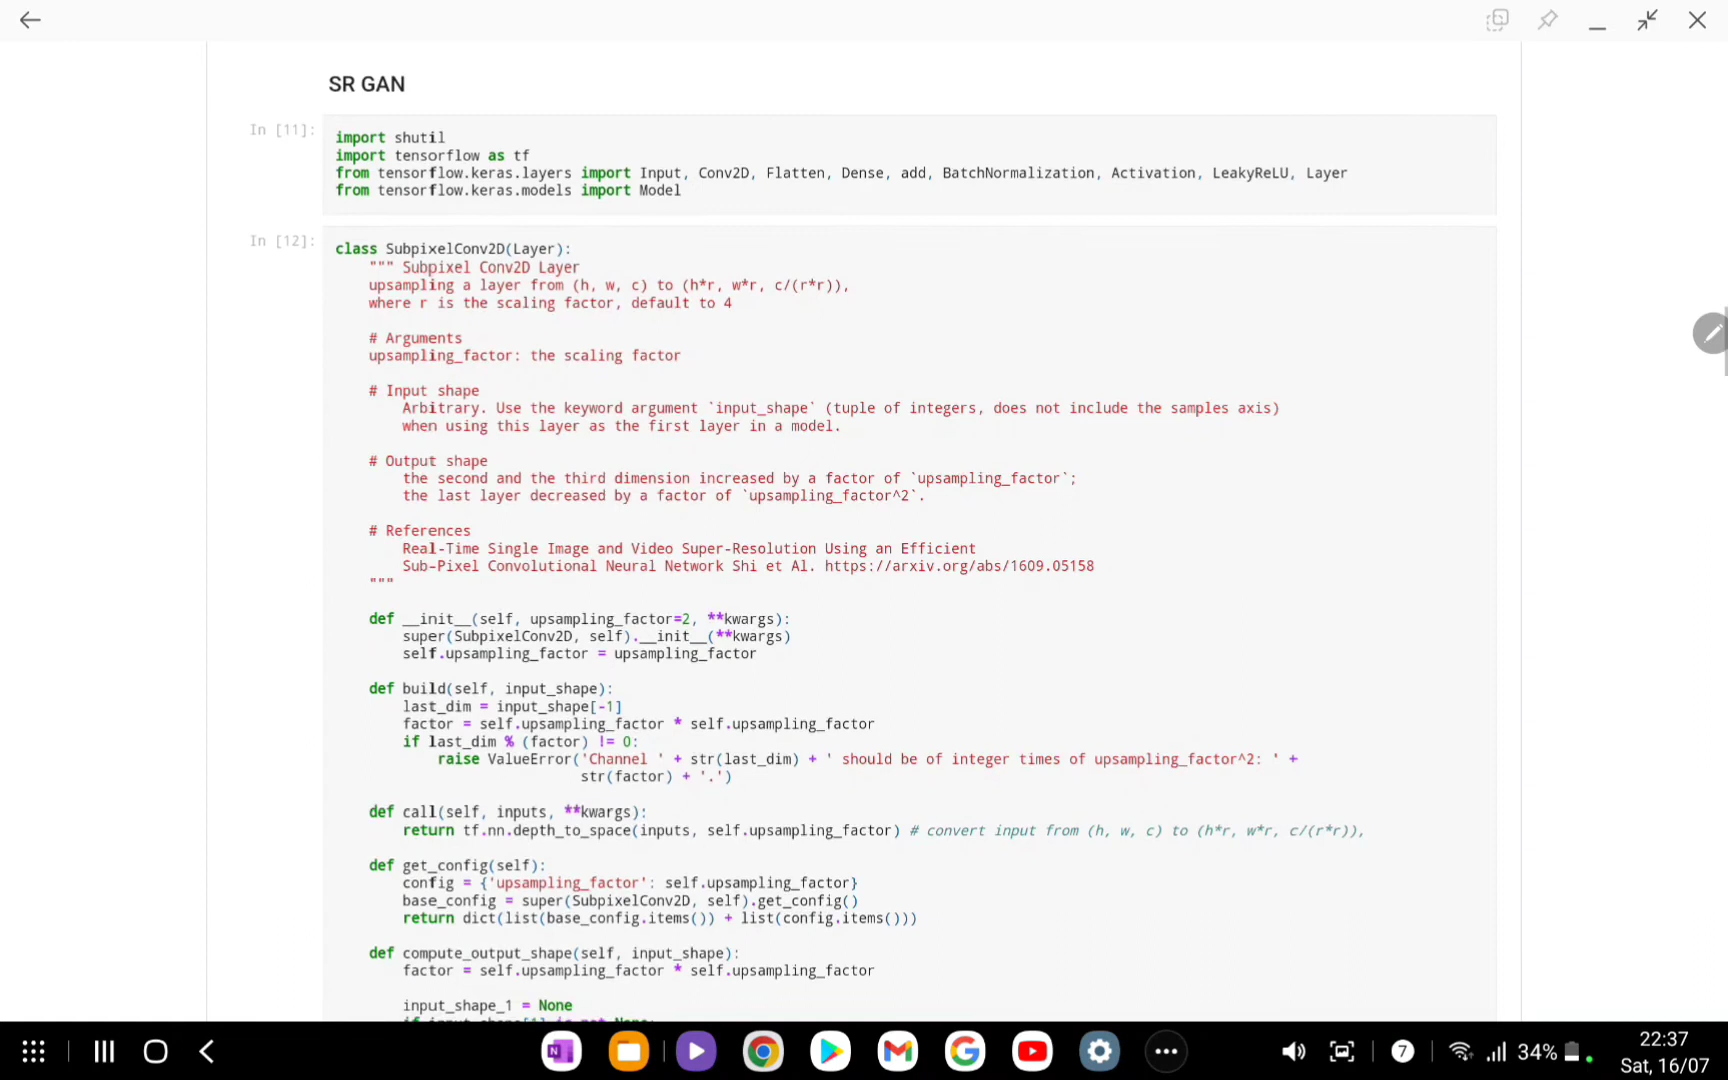 SR GAN
In [11]:
import shutil
import tensorflow as tf
from tensorflow.keras.layers import Input, Conv2D, Flatten, Dense, add, BatchNormalization, Activation, LeakyReLU, Layer
from tensorflow.keras.models import Model
In [12]:
class SubpixelConv2D(Layer):
""" Subpixel Conv2D Layer
upsampling a layer from (h, w, c) to (h*r, w*r, c/(r*r)),
where r is the scaling factor, default to 4
# Arguments
upsampling_factor: the scaling factor
# Input shape
Arbitrary. Use the keyword argument `input_shape` (tuple of integers, does not include the samples axis)
when using this layer as the first layer in a model.
# Output shape
the second and the third dimension increased by a factor of `upsampling_factor`;
the last layer decreased by a factor of `upsampling_factor^2`.
# References
Real-Time Single Image and Video Super-Resolution Using an Efficient
Sub-Pixel Convolutional Neural Network Shi et Al. https://arxiv.org/abs/1609.05158
"""
def __init__(self, upsampling_factor=2, **kwargs):
super(SubpixelConv2D, self).__init__(**kwargs)
self.upsampling_factor = upsampling_factor
def build(self, input_shape):
last_dim = input_shape[-1]
factor = self.upsampling_factor * self.upsampling_factor
if last_dim % (factor) != 0:
raise ValueError('Channel ' + str(last_dim) + ' should be of integer times of upsampling_factor^2: ' +
str(factor) + '.')
def call(self, inputs, **kwargs):
return tf.nn.depth_to_space(inputs, self.upsampling_factor) # convert input from (h, w, c) to (h*r, w*r, c/(r*r)),
def get_config(self):
config = {'upsampling_factor': self.upsampling_factor}
base_config = super(SubpixelConv2D, self).get_config()
return dict(list(base_config.items()) + list(config.items()))
def compute_output_shape(self, input_shape):
factor = self.upsampling_factor * self.upsampling_factor
input_shape_1 = None
if input_shape[1] is not None:
7
34%
22:37
Sat, 16/07